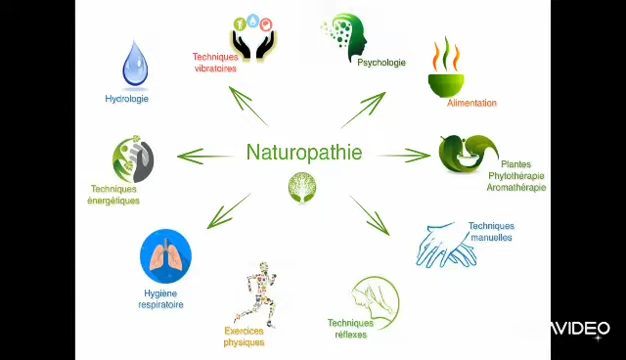 Techniques
vibratoires
Psychologie
Hydrologie
Alimentation
Naturopathie
Plantes
Phytothérapie
Aromathérapie
Techniques
énergétiques
Techniques
manuelles
Hygiène
respiratoire
Exercices
physiques
Techniques
réflexes